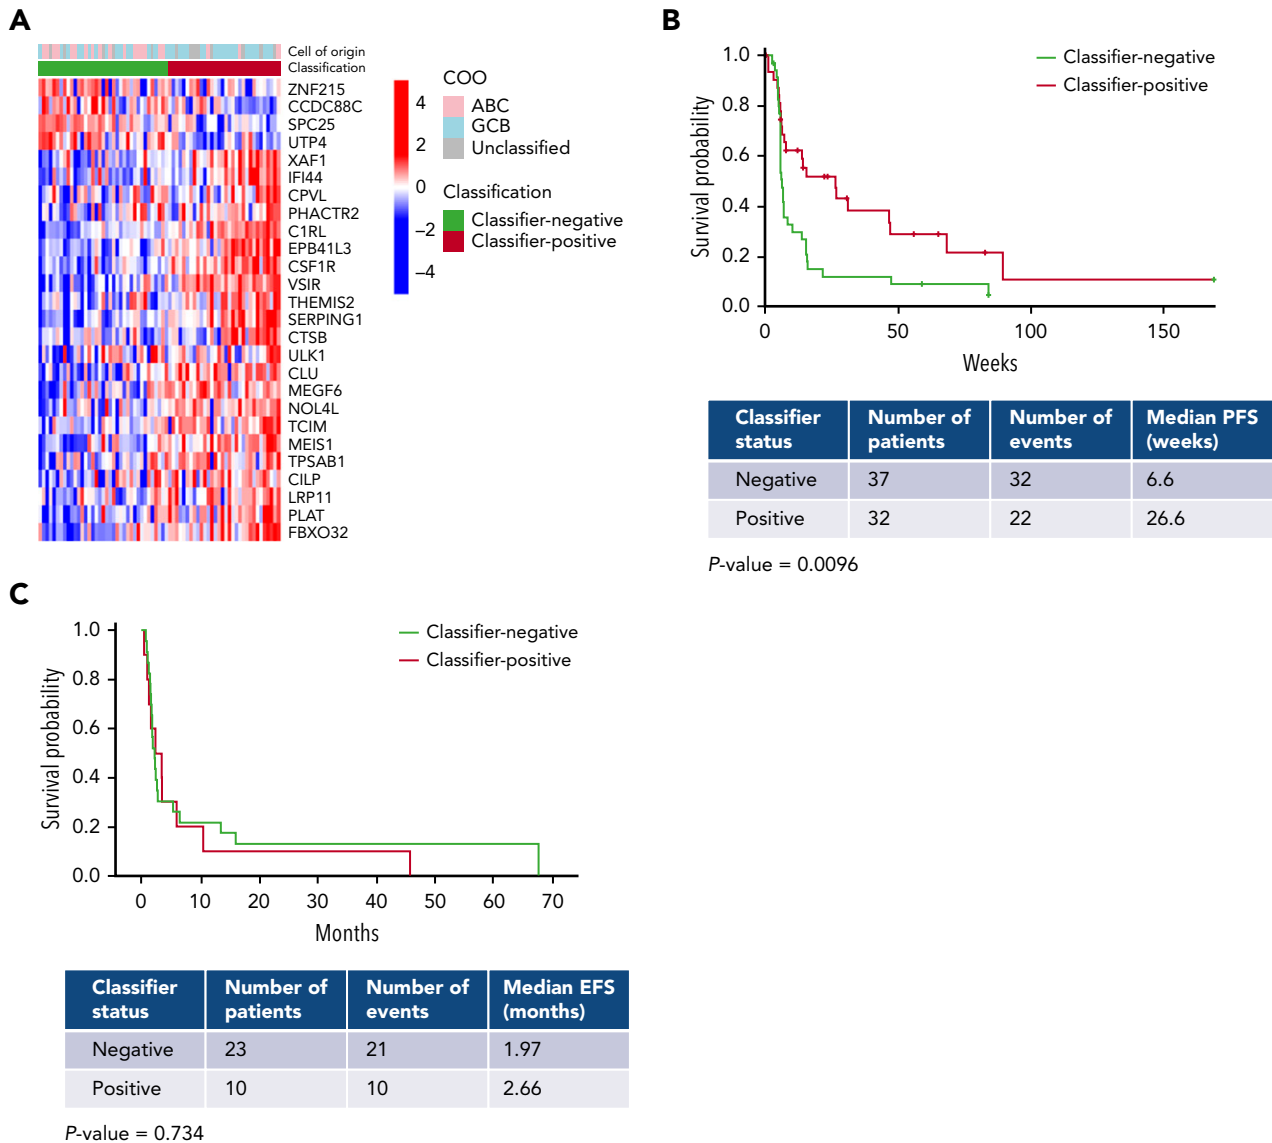 A
Cell of origin
Classification
ZNF215
CCDC88C
SPC25
UTP4
XAF1
IFI44
CPVL
PHACTR2
C1RL
EPB41L3
CSF1R
VSIR
THEMIS2
SERPING1
CTSB
ULK1
CLU
MEGF6
NOL4L
TCIM
MEIS1
TPSAB1
CILP
LRP11
PLAT
FBXO32
4
2
0
–2
–4
COO
ABC
GCB
Unclassified
Classification
Classifier-negative
Classifier-positive
B
Survival probability
1.0
0.8
0.6
0.4
0.2
0.0
0 50 100 150
Weeks
Classifier-negative
Classifier-positive
Classifier status Number of patients Number of events Median PFS (weeks)
Negative 37 32 6.6
Positive 32 22 26.6
P-value = 0.0096
C
Survival probability
1.0
0.8
0.6
0.4
0.2
0.0
0 10 20 30 40 50 60 70
Months
Classifier-negative
Classifier-positive
Classifier status Number of patients Number of events Median EFS (months)
Negative 23 21 1.97
Positive 10 10 2.66
P-value = 0.734